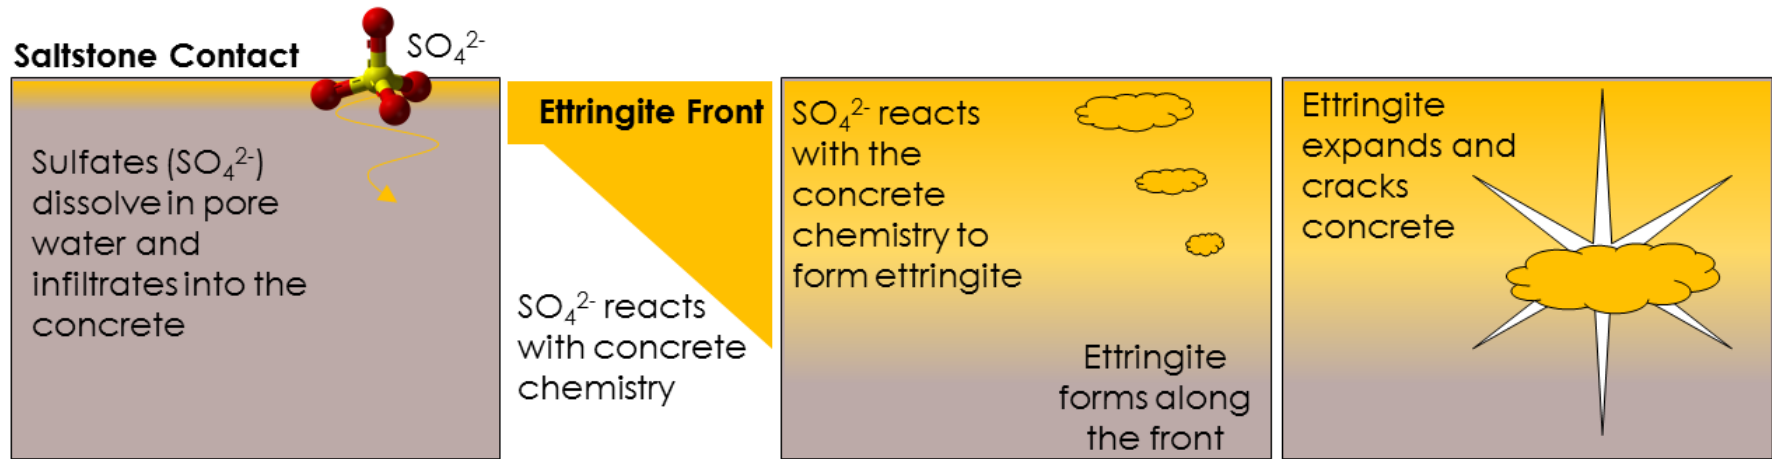 Saltstone Contact
SO₄²⁻
Sulfates (SO₄²⁻)
dissolve in pore
water and
infiltrates into the
concrete
Ettringite Front
SO₄²⁻ reacts
with concrete
chemistry
SO₄²⁻ reacts
with the
concrete
chemistry to
form ettringite
Ettringite
forms along
the front
Ettringite
expands and
cracks
concrete